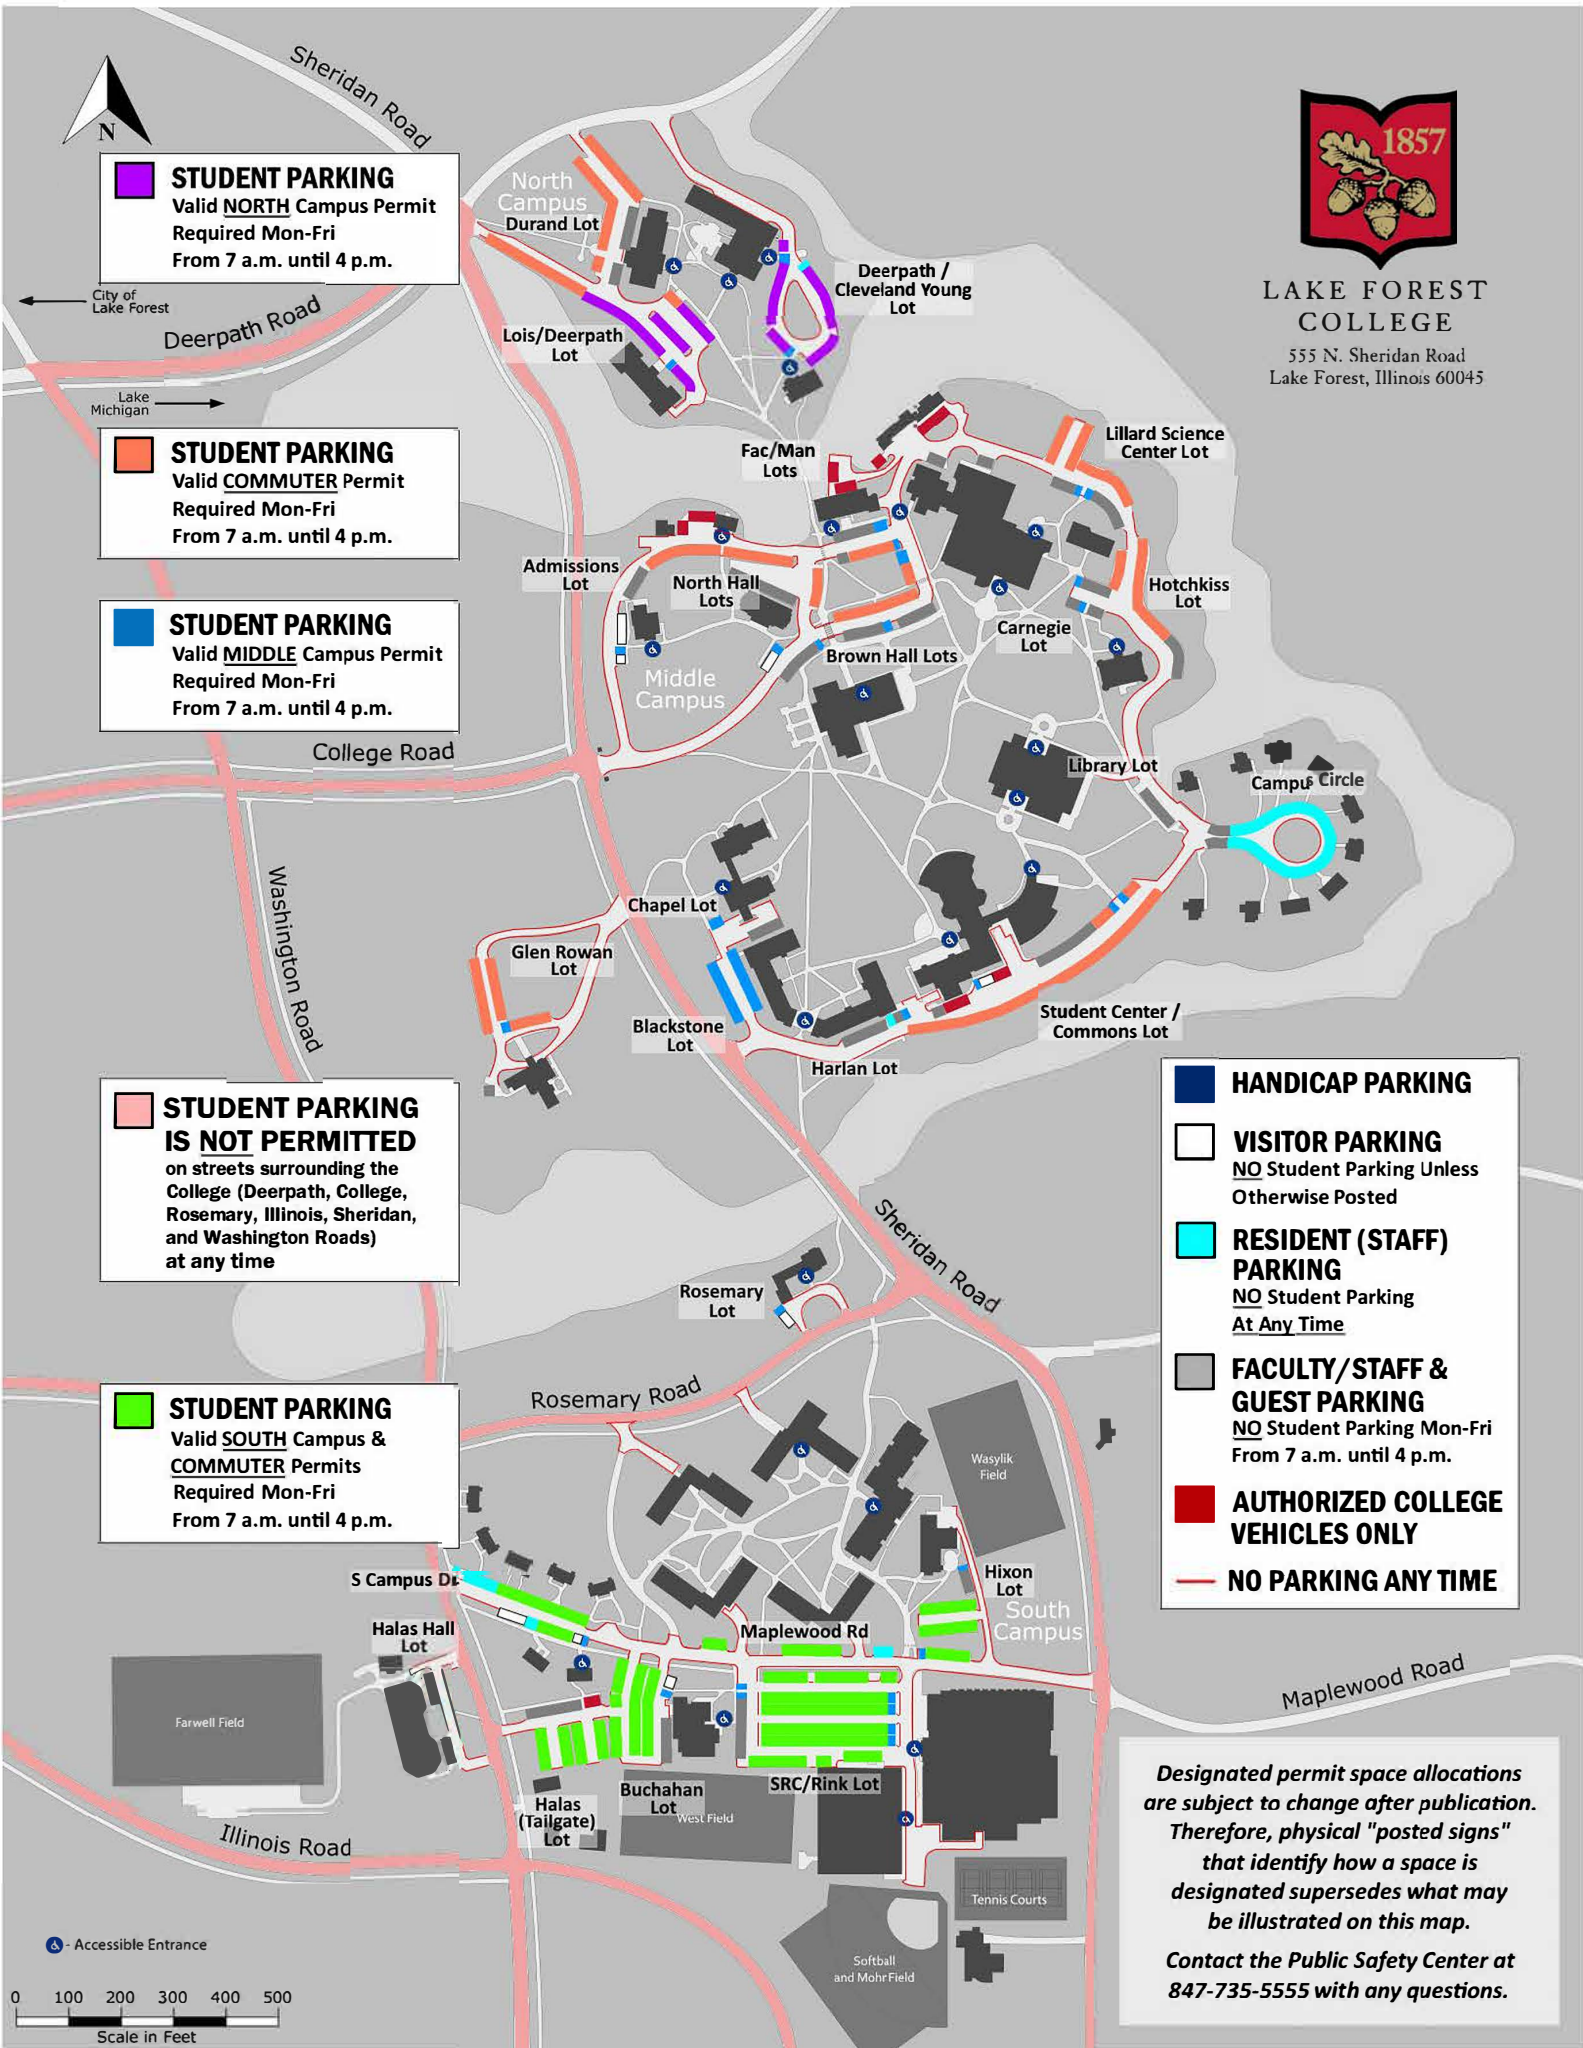 Sheridan Road
N
STUDENT PARKING
Valid NORTH Campus Permit
Required Mon-Fri
From 7 a.m. until 4 p.m.
City of
Lake Forest
Deerpath Road
Lake
Michigan
STUDENT PARKING
Valid COMMUTER Permit
Required Mon-Fri
From 7 a.m. until 4 p.m.
STUDENT PARKING
Valid MIDDLE Campus Permit
Required Mon-Fri
From 7 a.m. until 4 p.m.
College Road
Washington Road
STUDENT PARKING
IS NOT PERMITTED
on streets surrounding the
College (Deerpath, College,
Rosemary, Illinois, Sheridan,
and Washington Roads)
at any time
STUDENT PARKING
Valid SOUTH Campus &
COMMUTER Permits
Required Mon-Fri
From 7 a.m. until 4 p.m.
North
Campus
Durand Lot
Deerpath /
Cleveland Young
Lot
Lois/Deerpath
Lot
1857
LAKE FOREST
COLLEGE
555 N. Sheridan Road
Lake Forest, Illinois 60045
Fac/Man
Lots
Lillard Science
Center Lot
Admissions
Lot
North Hall
Lots
Hotchkiss
Lot
Carnegie
Lot
Brown Hall Lots
Middle
Campus
Library Lot
Campus Circle
Chapel Lot
Glen Rowan
Lot
Blackstone
Lot
Student Center /
Commons Lot
Harlan Lot
HANDICAP PARKING
VISITOR PARKING
NO Student Parking Unless
Otherwise Posted
RESIDENT (STAFF)
PARKING
NO Student Parking
At Any Time
FACULTY/STAFF &
GUEST PARKING
NO Student Parking Mon-Fri
From 7 a.m. until 4 p.m.
AUTHORIZED COLLEGE
VEHICLES ONLY
NO PARKING ANY TIME
Sheridan Road
Rosemary
Lot
Rosemary Road
Wasylik
Field
S Campus Dr
Hixon
Lot
South
Campus
Halas Hall
Lot
Maplewood Rd
Maplewood Road
Farwell Field
Buchahan
Lot
SRC/Rink Lot
Halas
(Tailgate)
Lot
West Field
Illinois Road
Tennis Courts
Softball
and Mohr Field
- Accessible Entrance
0 100 200 300 400 500
Scale in Feet
Designated permit space allocations
are subject to change after publication.
Therefore, physical "posted signs"
that identify how a space is
designated supersedes what may
be illustrated on this map.
Contact the Public Safety Center at
847-735-5555 with any questions.